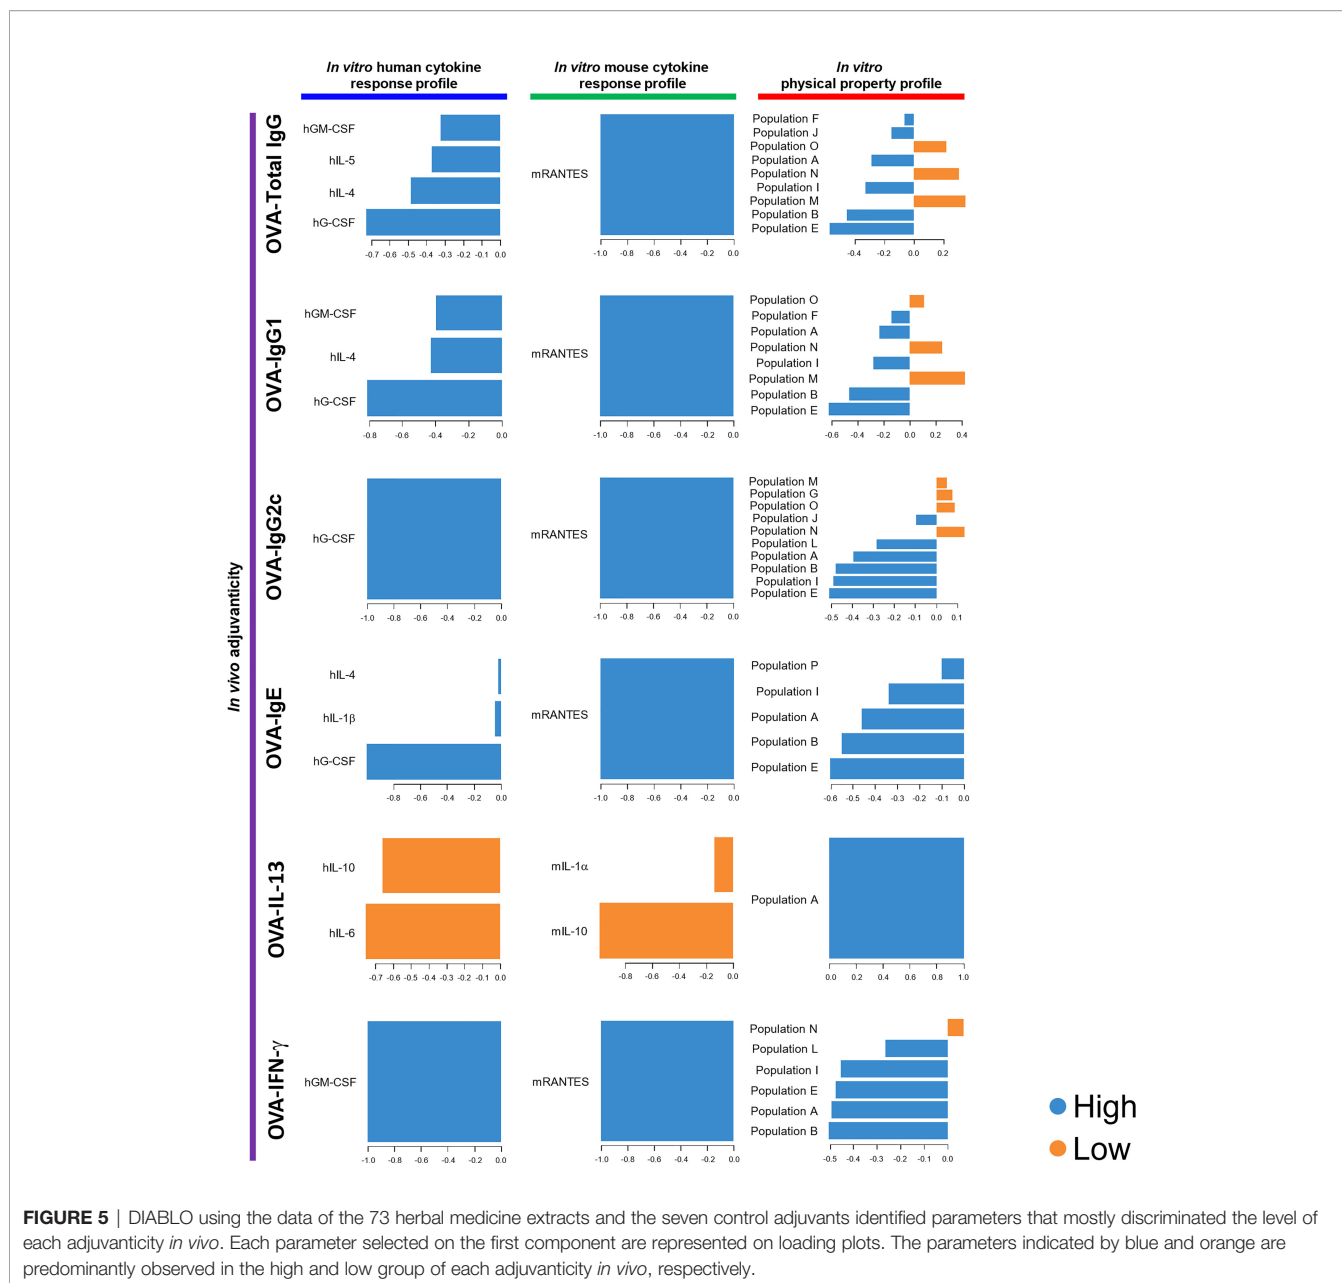 In vitro human cytokine
response profile
In vitro mouse cytokine
response profile
In vitro
physical property profile
In vivo adjuvanticity
OVA-Total IgG
hGM-CSF
hIL-5
hIL-4
hG-CSF
-0.7 -0.6 -0.5 -0.4 -0.3 -0.2 -0.1 0.0
mRANTES
-1.0 -0.8 -0.6 -0.4 -0.2 0.0
Population F
Population J
Population O
Population A
Population N
Population I
Population M
Population B
Population E
-0.4 -0.2 0.0 0.2
OVA-IgG1
hGM-CSF
hIL-4
hG-CSF
-0.8 -0.6 -0.4 -0.2 0.0
mRANTES
-1.0 -0.8 -0.6 -0.4 -0.2 0.0
Population O
Population F
Population A
Population N
Population I
Population M
Population B
Population E
-0.6 -0.4 -0.2 0.0 0.2 0.4
OVA-IgG2c
hG-CSF
-1.0 -0.8 -0.6 -0.4 -0.2 0.0
mRANTES
-1.0 -0.8 -0.6 -0.4 -0.2 0.0
Population M
Population G
Population O
Population J
Population N
Population L
Population A
Population B
Population I
Population E
-0.5 -0.4 -0.3 -0.2 -0.1 0.0 0.1
OVA-IgE
hIL-4
hIL-1β
hG-CSF
-0.8 -0.6 -0.4 -0.2 0.0
mRANTES
-1.0 -0.8 -0.6 -0.4 -0.2 0.0
Population P
Population I
Population A
Population B
Population E
-0.6 -0.5 -0.4 -0.3 -0.2 -0.1 0.0
OVA-IL-13
hIL-10
hIL-6
-0.7 -0.6 -0.5 -0.4 -0.3 -0.2 -0.1 0.0
mIL-1α
mIL-10
-0.8 -0.6 -0.4 -0.2 0.0
Population A
0.0 0.2 0.4 0.6 0.8 1.0
OVA-IFN-γ
hGM-CSF
-1.0 -0.8 -0.6 -0.4 -0.2 0.0
mRANTES
-1.0 -0.8 -0.6 -0.4 -0.2 0.0
Population N
Population L
Population I
Population E
Population A
Population B
-0.5 -0.4 -0.3 -0.2 -0.1 0.0
High
Low
FIGURE 5 | DIABLO using the data of the 73 herbal medicine extracts and the seven control adjuvants identified parameters that mostly discriminated the level of
each adjuvanticity in vivo. Each parameter selected on the first component are represented on loading plots. The parameters indicated by blue and orange are
predominantly observed in the high and low group of each adjuvanticity in vivo, respectively.